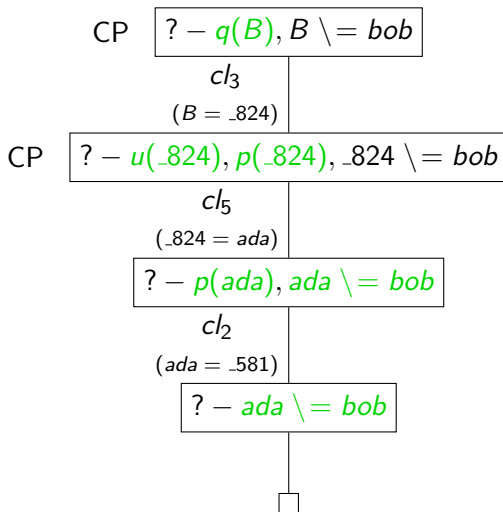 CP ? − q(B), B \= bob
cl3
(B = _824)
CP ? − u(_824), p(_824), _824 \= bob
cl5
(_824 = ada)
? − p(ada), ada \= bob
cl2
(ada = _581)
? − ada \= bob